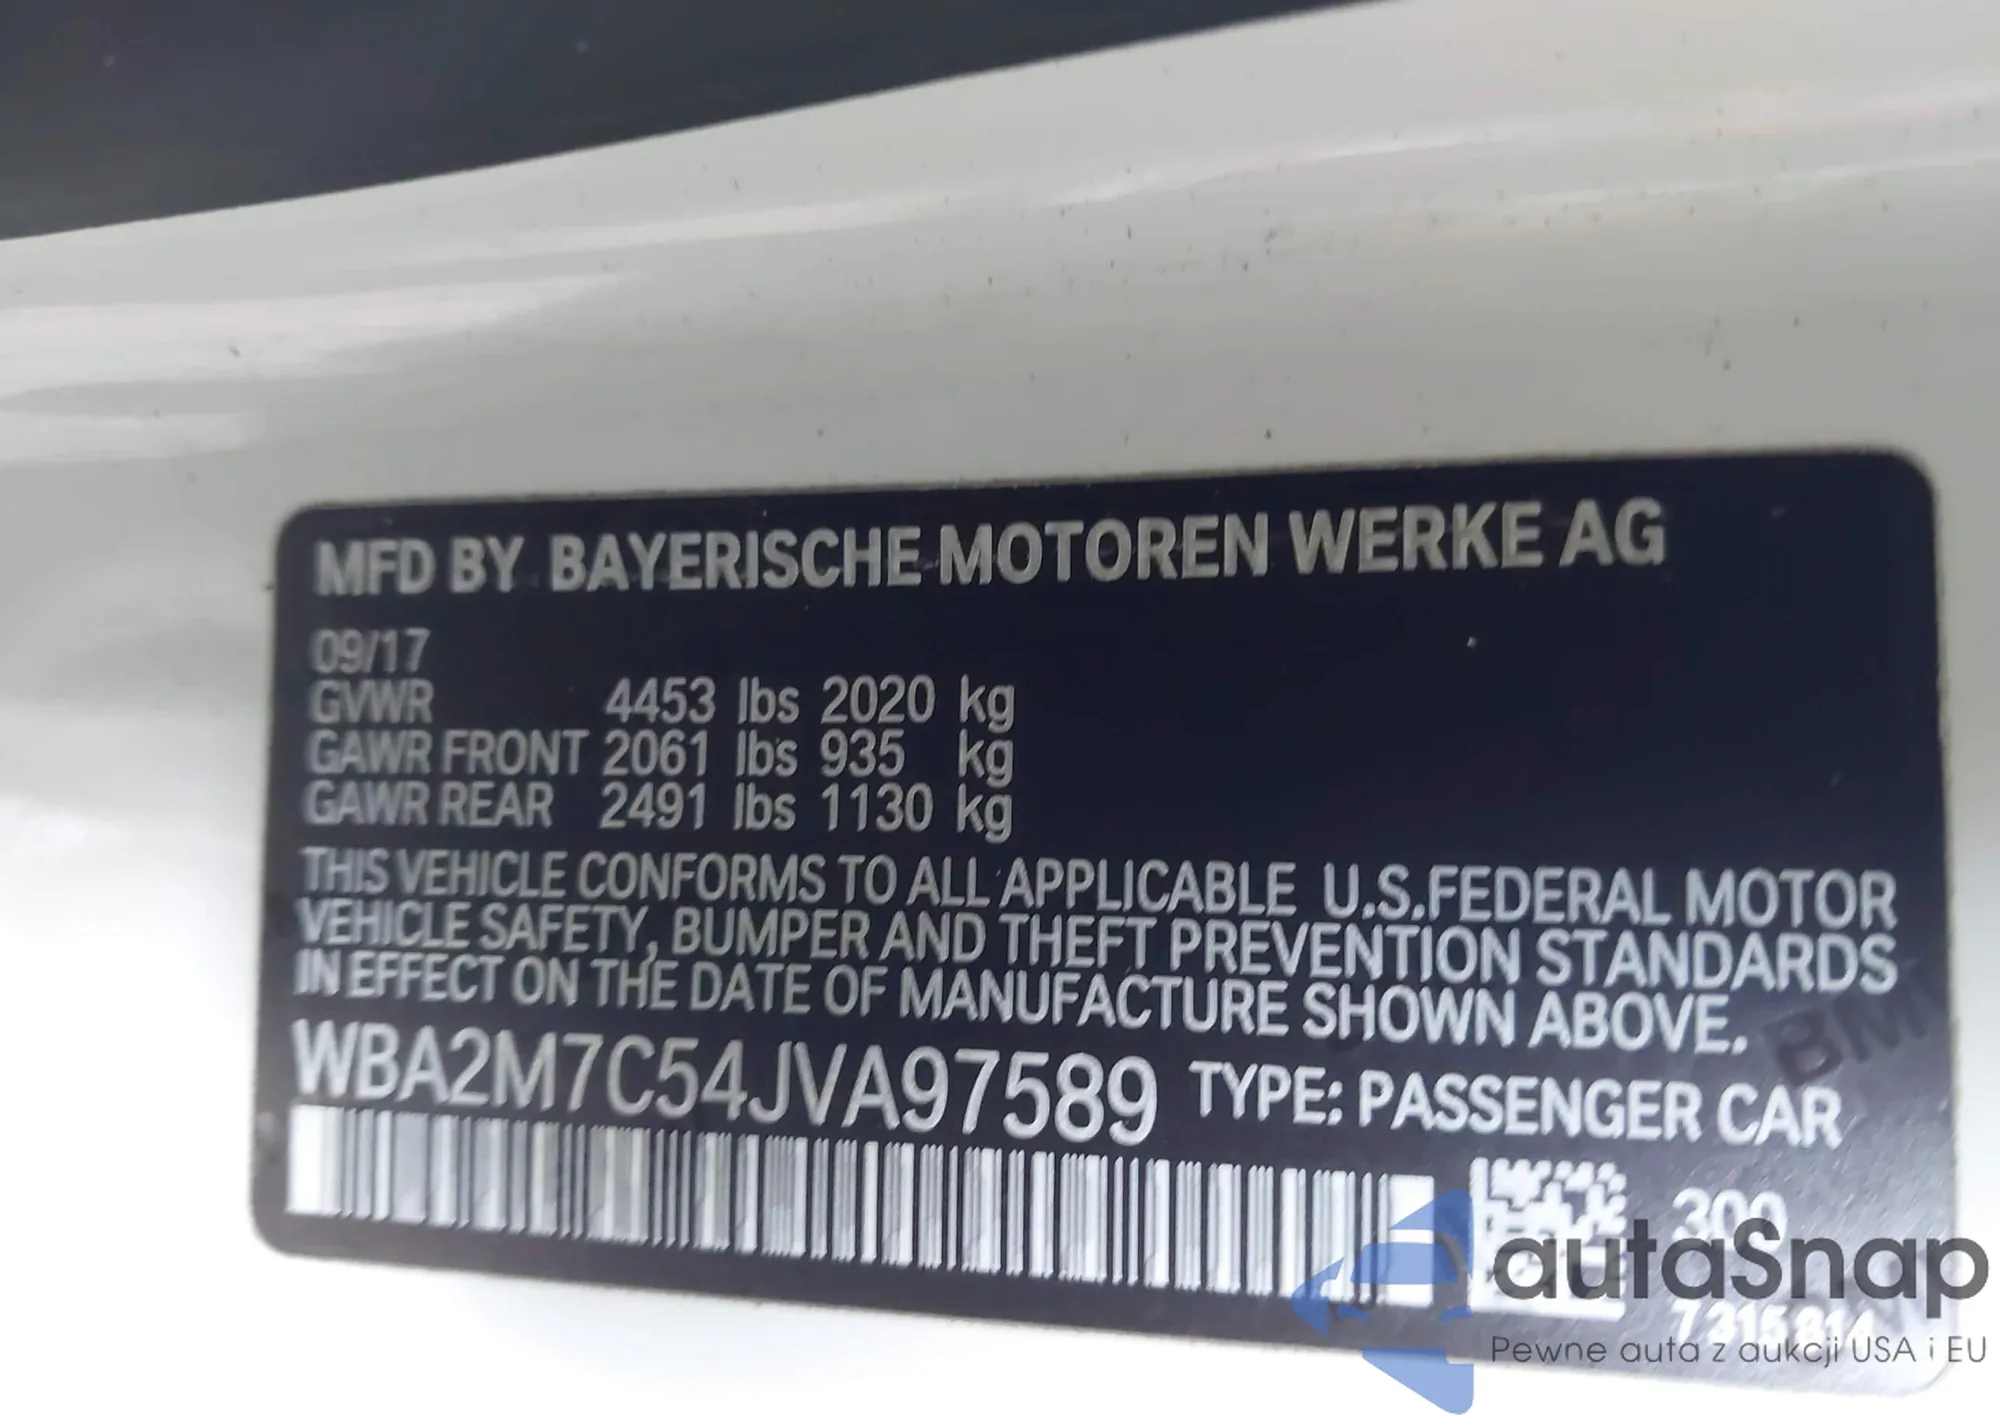 MFD BY BAYERISCHE MOTOREN WERKE AG
09/17
GVWR 4453 lbs 2020 kg
GAWR FRONT 2061 lbs 935 kg
GAWR REAR 2491 lbs 1130 kg
THIS VEHICLE CONFORMS TO ALL APPLICABLE U.S.FEDERAL MOTOR
VEHICLE SAFETY, BUMPER AND THEFT PREVENTION STANDARDS
IN EFFECT ON THE DATE OF MANUFACTURE SHOWN ABOVE.
BM
WBA2M7C54JVA97589 TYPE: PASSENGER CAR
300
autaSnap
7315814
Pewne auta z aukcji USA i EU